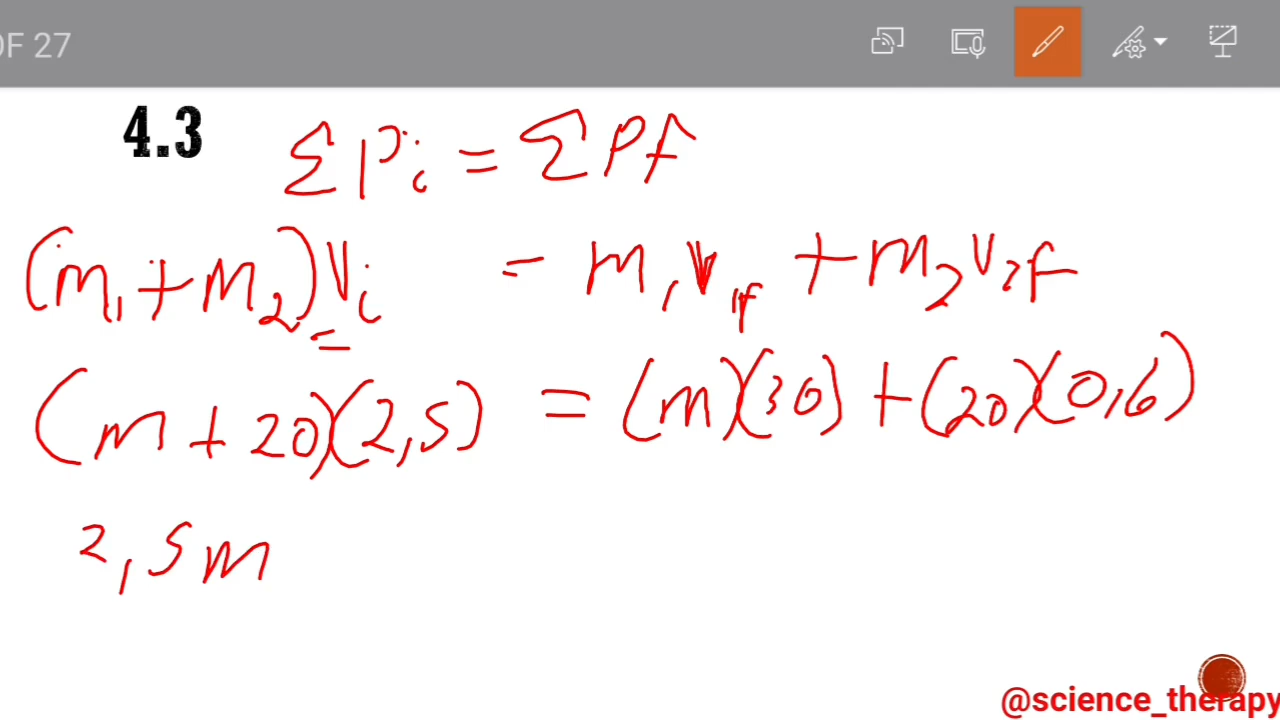 OF 27
4.3 Σpi = Σpf
(m₁+m₂)vi = m₁v₁f + m₂v₂f
(m+20)(2,5) = (m)(30) + (20)(0,6)
2,5m
@science_therapy